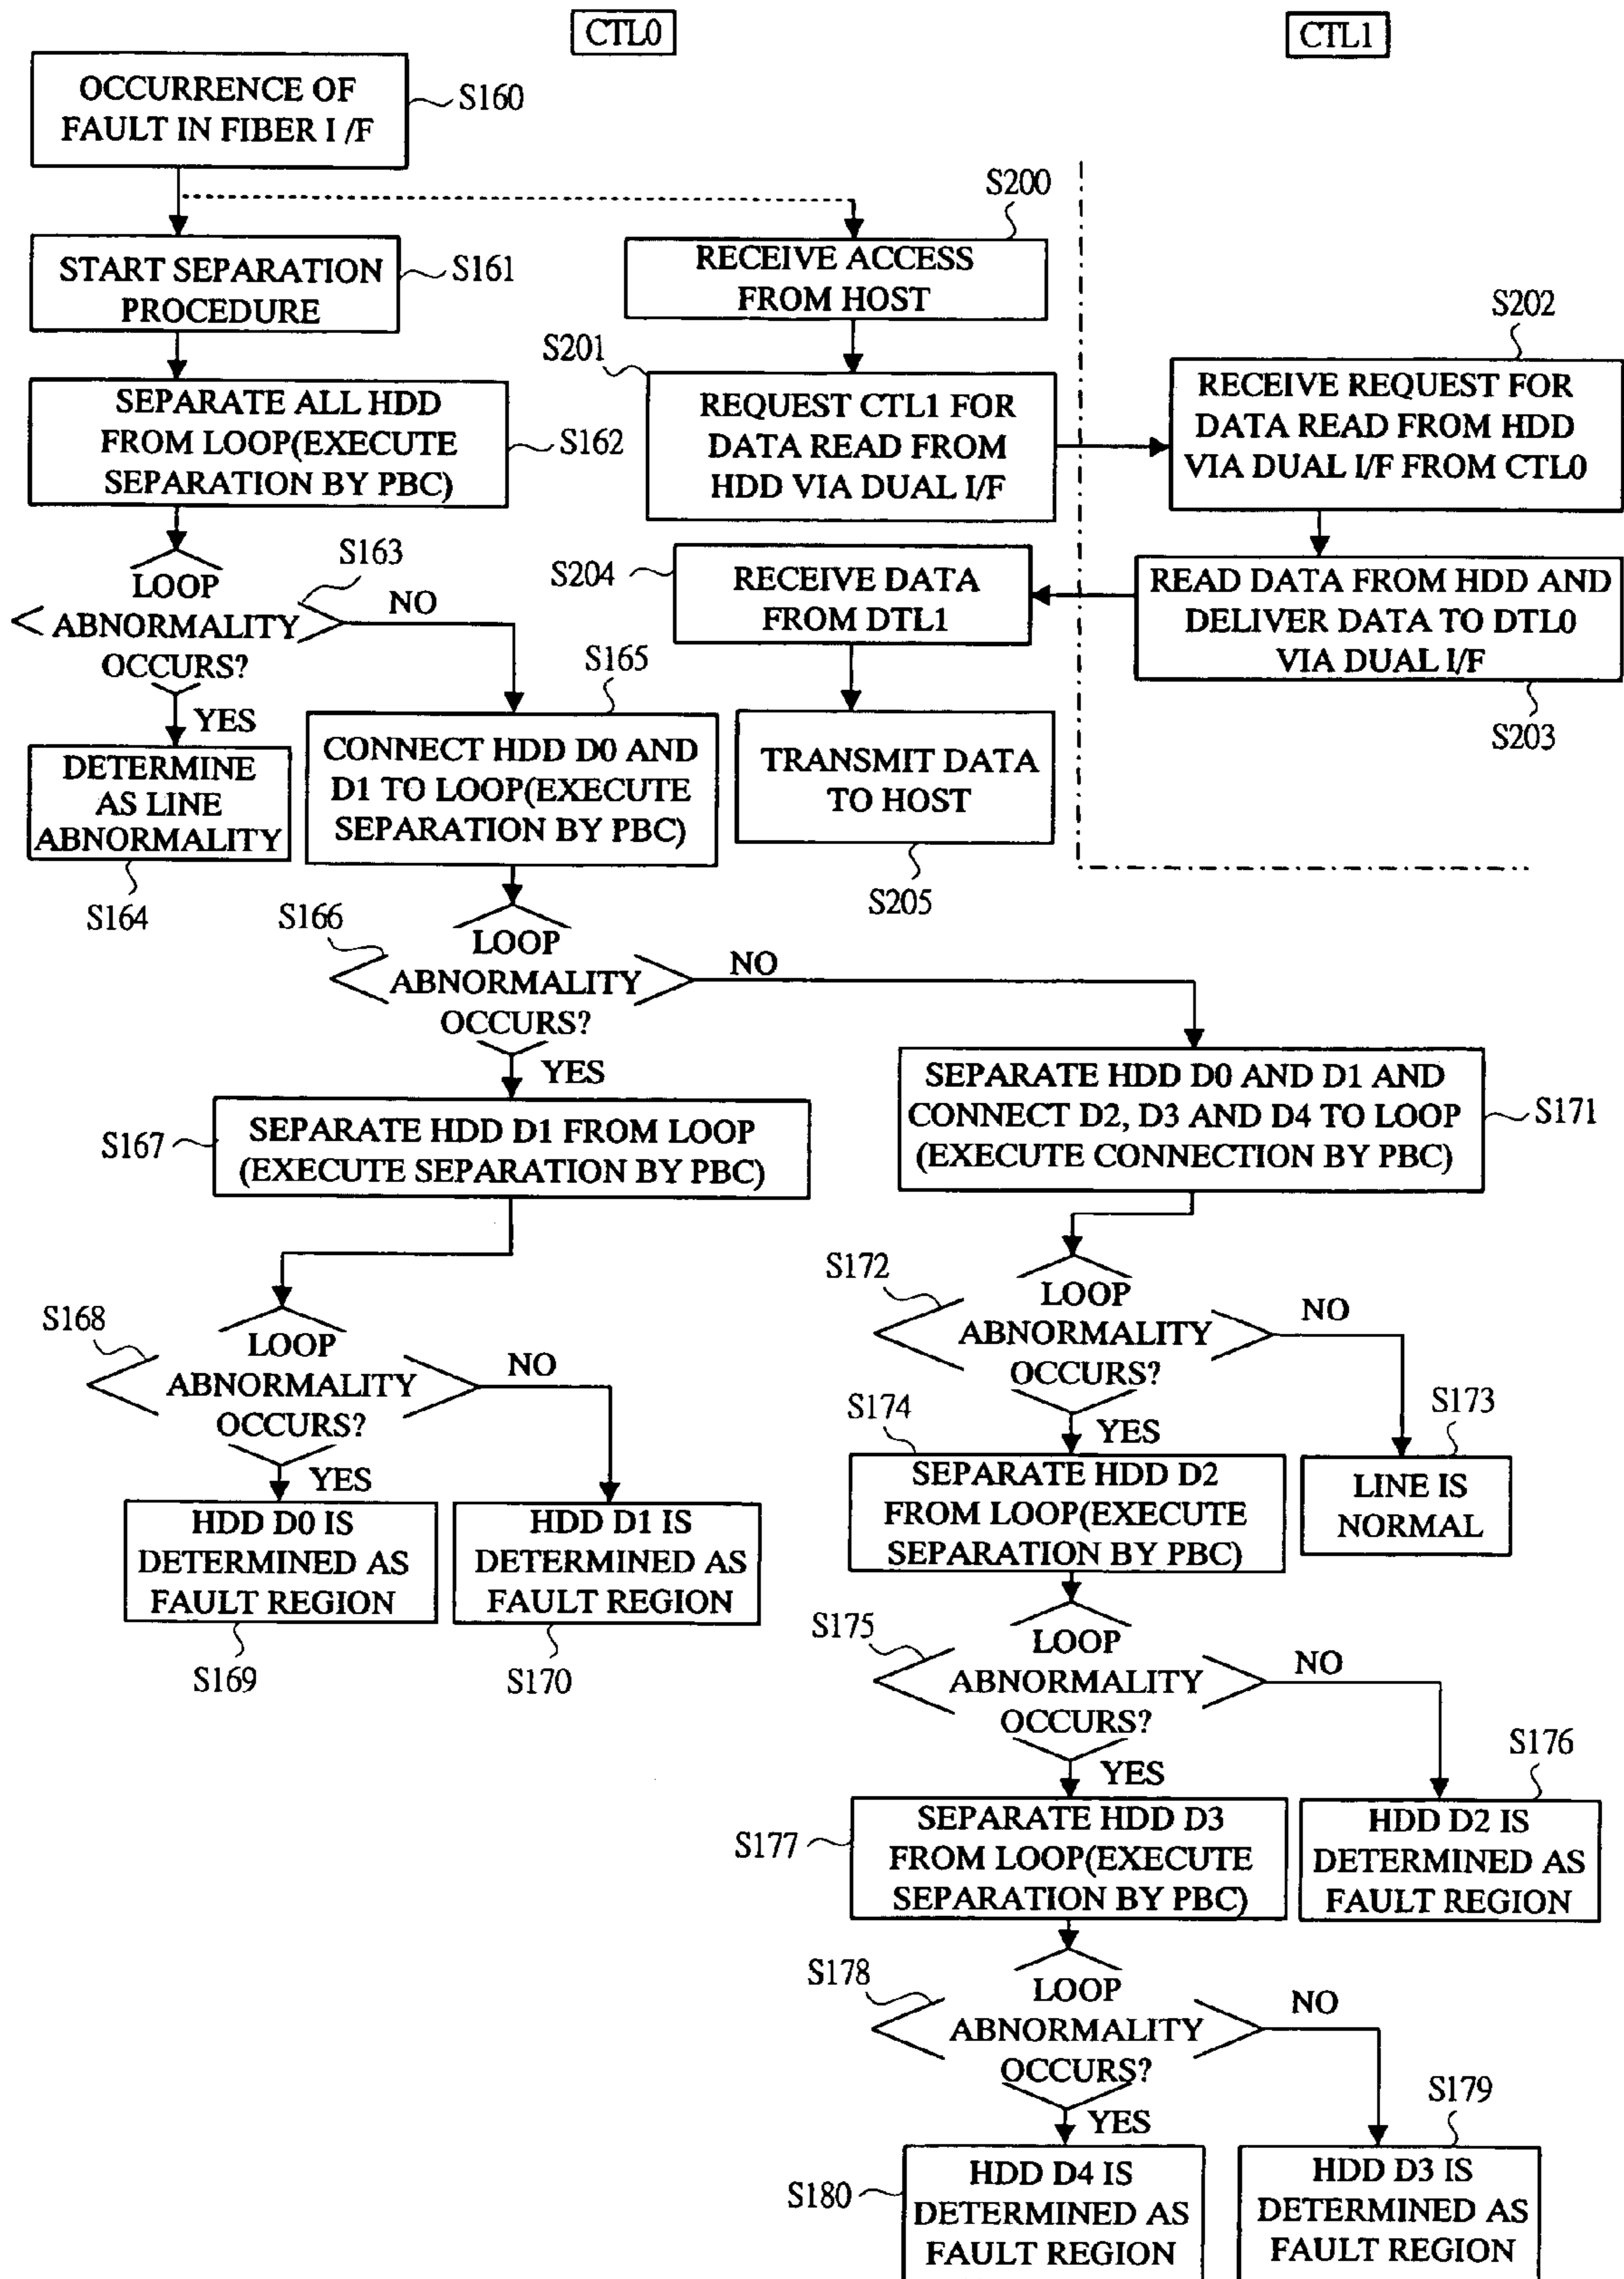 CTL0
CTL1
OCCURRENCE OF
FAULT IN FIBER I /F
S160
S200
START SEPARATION
PROCEDURE
S161
RECEIVE ACCESS
FROM HOST
S201
S202
SEPARATE ALL HDD
FROM LOOP(EXECUTE
SEPARATION BY PBC)
S162
REQUEST CTL1 FOR
DATA READ FROM
HDD VIA DUAL I/F
RECEIVE REQUEST FOR
DATA READ FROM HDD
VIA DUAL I/F FROM CTL0
S163
LOOP
ABNORMALITY
OCCURS?
NO
YES
S204
RECEIVE DATA
FROM DTL1
READ DATA FROM HDD AND
DELIVER DATA TO DTL0
VIA DUAL I/F
S203
S165
DETERMINE
AS LINE
ABNORMALITY
S164
CONNECT HDD D0 AND
D1 TO LOOP(EXECUTE
SEPARATION BY PBC)
TRANSMIT DATA
TO HOST
S205
S166
LOOP
ABNORMALITY
OCCURS?
NO
YES
S167
SEPARATE HDD D1 FROM LOOP
(EXECUTE SEPARATION BY PBC)
SEPARATE HDD D0 AND D1 AND
CONNECT D2, D3 AND D4 TO LOOP
(EXECUTE CONNECTION BY PBC)
S171
S168
LOOP
ABNORMALITY
OCCURS?
NO
YES
S172
LOOP
ABNORMALITY
OCCURS?
NO
YES
S173
LINE IS
NORMAL
S174
SEPARATE HDD D2
FROM LOOP(EXECUTE
SEPARATION BY PBC)
HDD D0 IS
DETERMINED AS
FAULT REGION
S169
HDD D1 IS
DETERMINED AS
FAULT REGION
S170
S175
LOOP
ABNORMALITY
OCCURS?
NO
YES
S176
HDD D2 IS
DETERMINED AS
FAULT REGION
S177
SEPARATE HDD D3
FROM LOOP(EXECUTE
SEPARATION BY PBC)
S178
LOOP
ABNORMALITY
OCCURS?
NO
YES
S179
S180
HDD D4 IS
DETERMINED AS
FAULT REGION
HDD D3 IS
DETERMINED AS
FAULT REGION